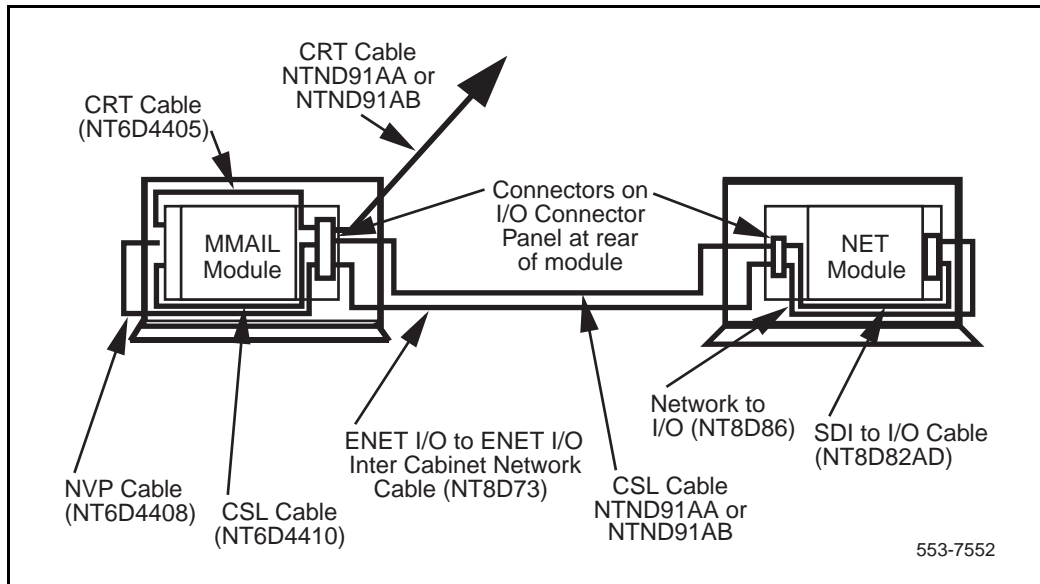 CRT Cable
NTND91AA or
NTND91AB
CRT Cable
(NT6D4405)
Connectors on
I/O Connector
Panel at rear
of module
MMAIL
Module
NET
Module
Network to
I/O (NT8D86)
SDI to I/O Cable
(NT8D82AD)
ENET I/O to ENET I/O
Inter Cabinet Network
Cable (NT8D73)
CSL Cable
NTND91AA or
NTND91AB
NVP Cable
(NT6D4408)
CSL Cable
(NT6D4410)
553-7552